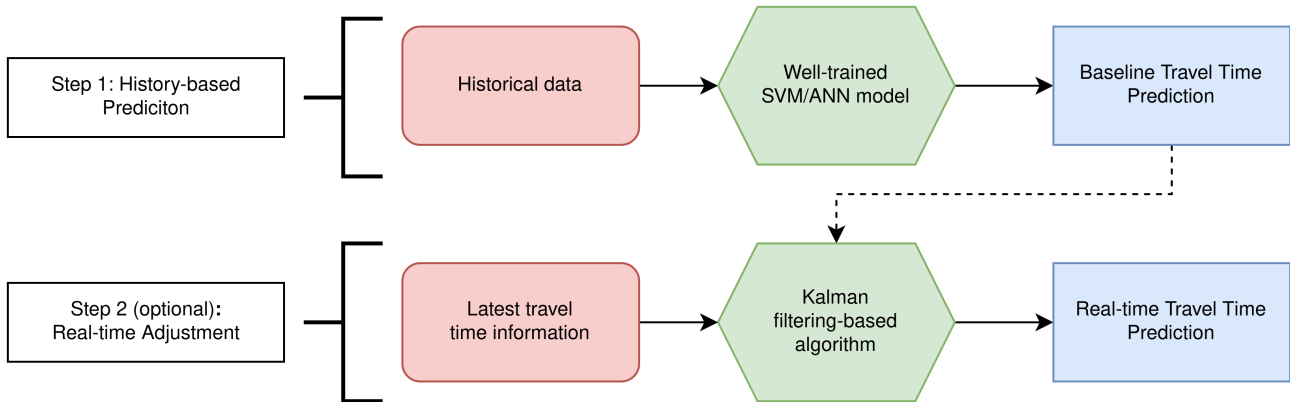 Step 1: History-based
Prediciton
Historical data
Well-trained
SVM/ANN model
Baseline Travel Time
Prediction
Step 2 (optional):
Real-time Adjustment
Latest travel
time information
Kalman
filtering-based
algorithm
Real-time Travel Time
Prediction